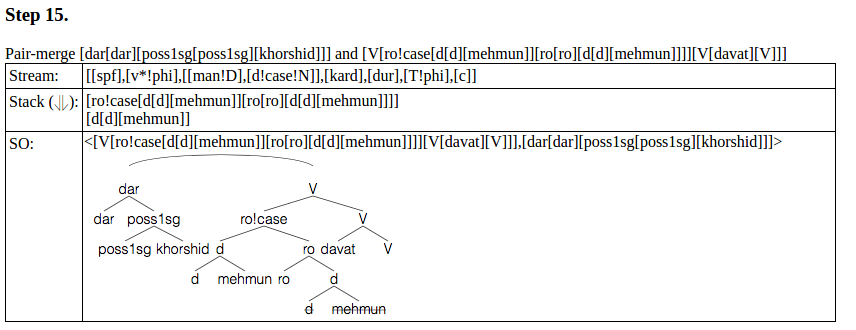 Step 15.
Pair-merge [dar[dar][poss1sg[poss1sg][khorshid]]] and [V[ro!case[d[d][mehmun]][ro[ro][d[d][mehmun]]]][V[davat][V]]]
Stream: [[spf],[v*!phi],[[man!D],[d!case!N]],[kard],[dur],[T!phi],[c]]
Stack (⇃⇂): [ro!case[d[d][mehmun]][ro[ro][d[d][mehmun]]]]
[d[d][mehmun]]
SO: <[V[ro!case[d[d][mehmun]][ro[ro][d[d][mehmun]]]][V[davat][V]]],[dar[dar][poss1sg[poss1sg][khorshid]]]>
dar V
dar poss1sg ro!case V
poss1sg khorshid d ro davat V
d mehmun ro d
d mehmun